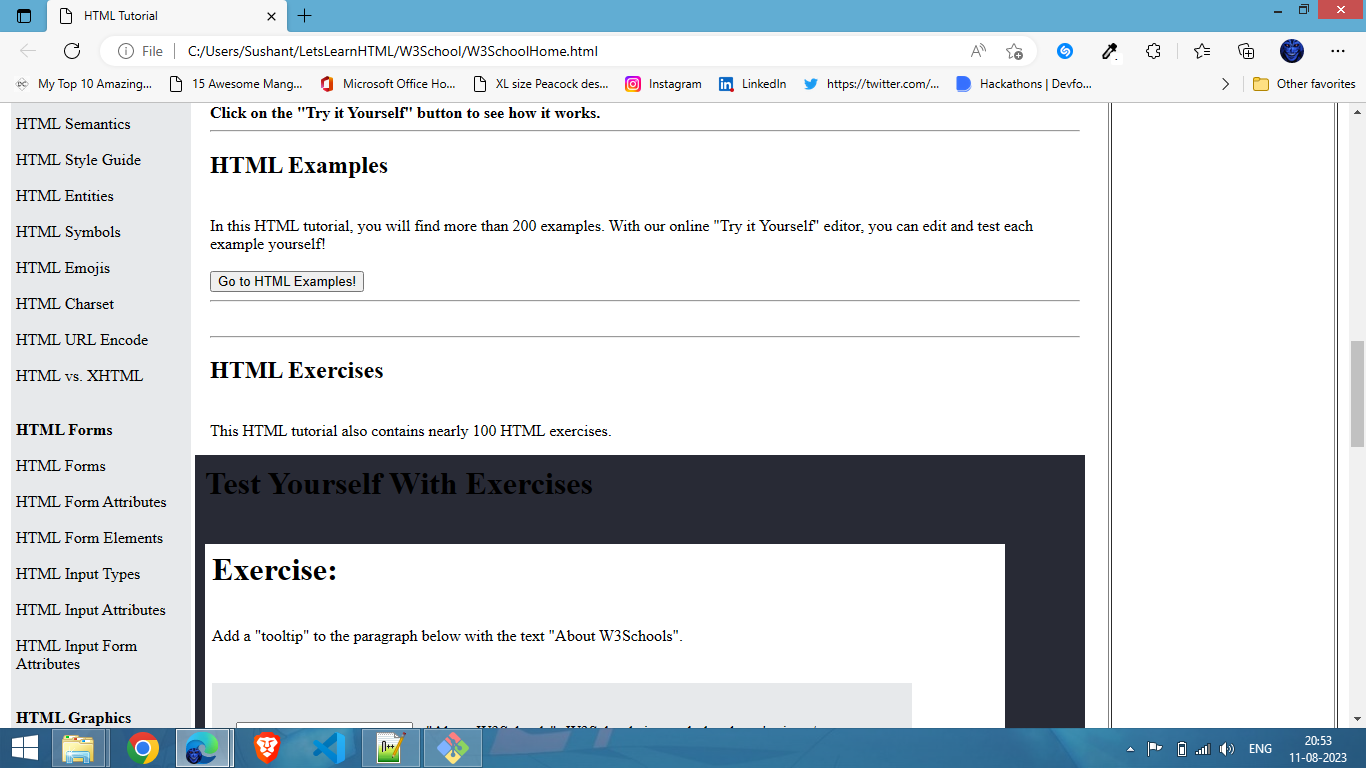 HTML Tutorial
File
C:/Users/Sushant/LetsLearnHTML/W3School/W3SchoolHome.html
My Top 10 Amazing...
15 Awesome Mang...
Microsoft Office Ho...
XL size Peacock des...
Instagram
LinkedIn
https://twitter.com/...
Hackathons | Devfo...
Other favorites
HTML Semantics
HTML Style Guide
HTML Entities
HTML Symbols
HTML Emojis
HTML Charset
HTML URL Encode
HTML vs. XHTML
HTML Forms
HTML Forms
HTML Form Attributes
HTML Form Elements
HTML Input Types
HTML Input Attributes
HTML Input Form
Attributes
HTML Graphics
Click on the "Try it Yourself" button to see how it works.
HTML Examples
In this HTML tutorial, you will find more than 200 examples. With our online "Try it Yourself" editor, you can edit and test each
example yourself!
Go to HTML Examples!
HTML Exercises
This HTML tutorial also contains nearly 100 HTML exercises.
Test Yourself With Exercises
Exercise:
Add a "tooltip" to the paragraph below with the text "About W3Schools".
ENG
20:53
11-08-2023